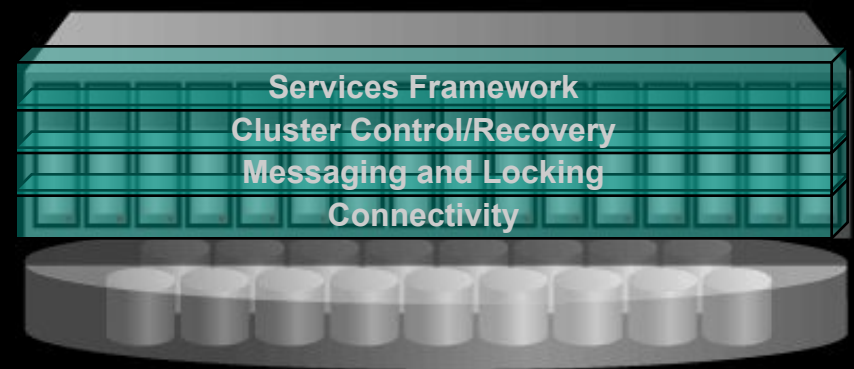 Services Framework
Cluster Control/Recovery
Messaging and Locking
Connectivity